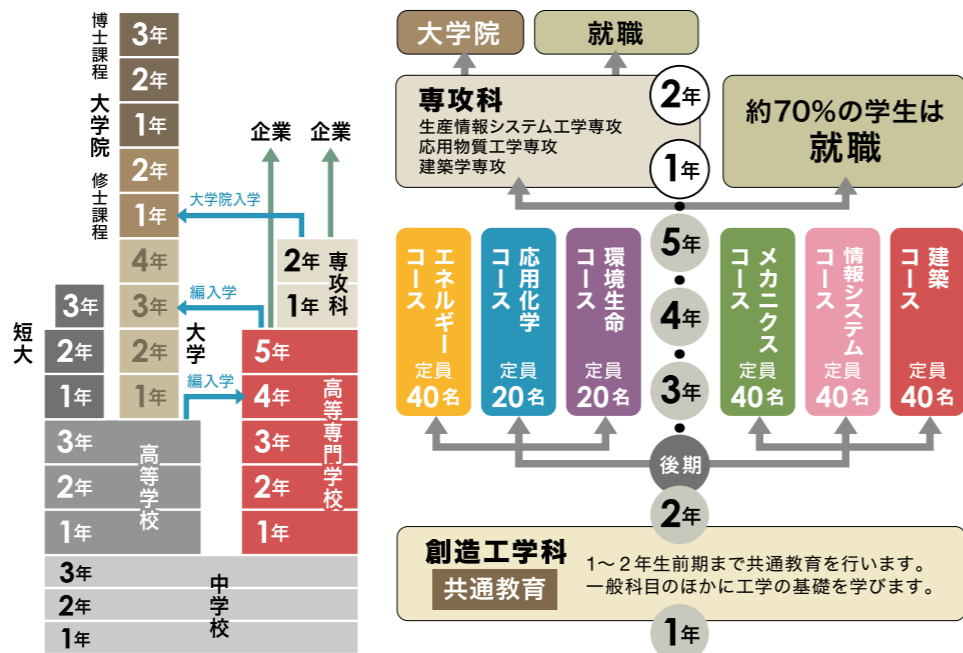 博士課程
大学院
修士課程
3年
2年
1年
2年
1年
4年
3年
2年
1年
大学
短大
3年
2年
1年
企業
企業
大学院入学
編入学
編入学
2年
1年
専攻科
5年
4年
3年
2年
1年
高等専門学校
3年
2年
1年
高等学校
3年
2年
1年
中学校
大学院
就職
専攻科
生産情報システム工学専攻
応用物質工学専攻
建築学専攻
2年
1年
約70%の学生は
就職
エネルギー
コース
定員
40名
応用化学
コース
定員
20名
環境生命
コース
定員
20名
5年
4年
3年
メカニクス
コース
定員
40名
情報システム
コース
定員
40名
建築
コース
定員
40名
後期
2年
創造工学科
共通教育
1〜2年生前期まで共通教育を行います。
一般科目のほかに工学の基礎を学びます。
1年